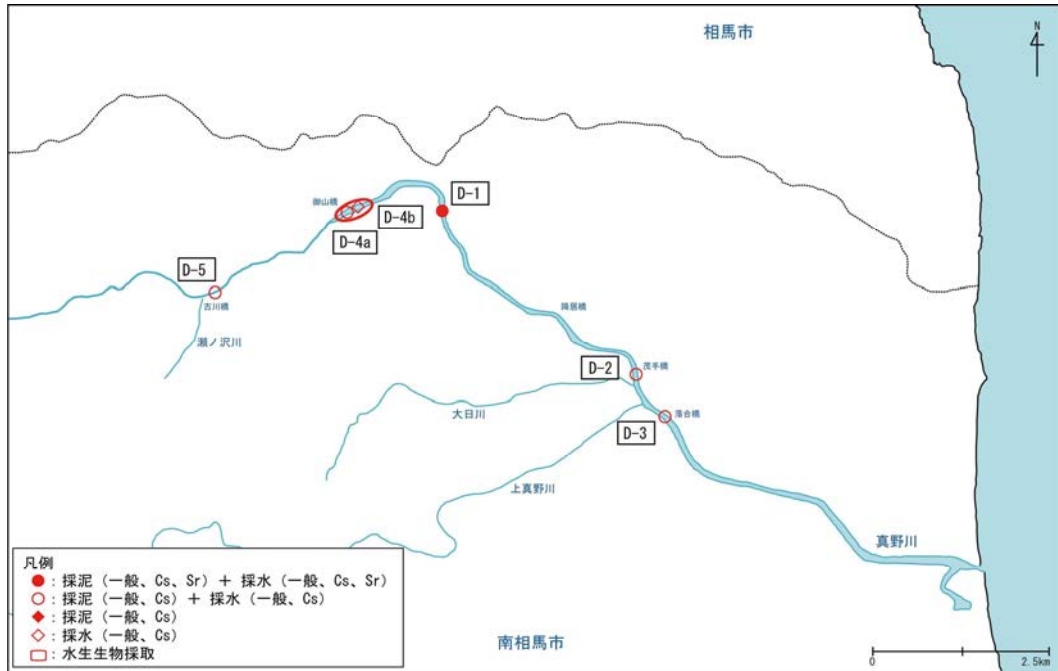 相馬市
N
D-1
御山橋
D-4b
D-4a
D-5
古川橋
瀬ノ沢川
D-2
茂手橋
大日川
D-3
落合橋
上真野川
真野川
凡例
：採泥（一般、Cs、Sr）＋ 採水（一般、Cs、Sr）
：採泥（一般、Cs）＋ 採水（一般、Cs）
：採泥（一般、Cs）
：採水（一般、Cs）
：水生生物採取
南相馬市
0
2.5km